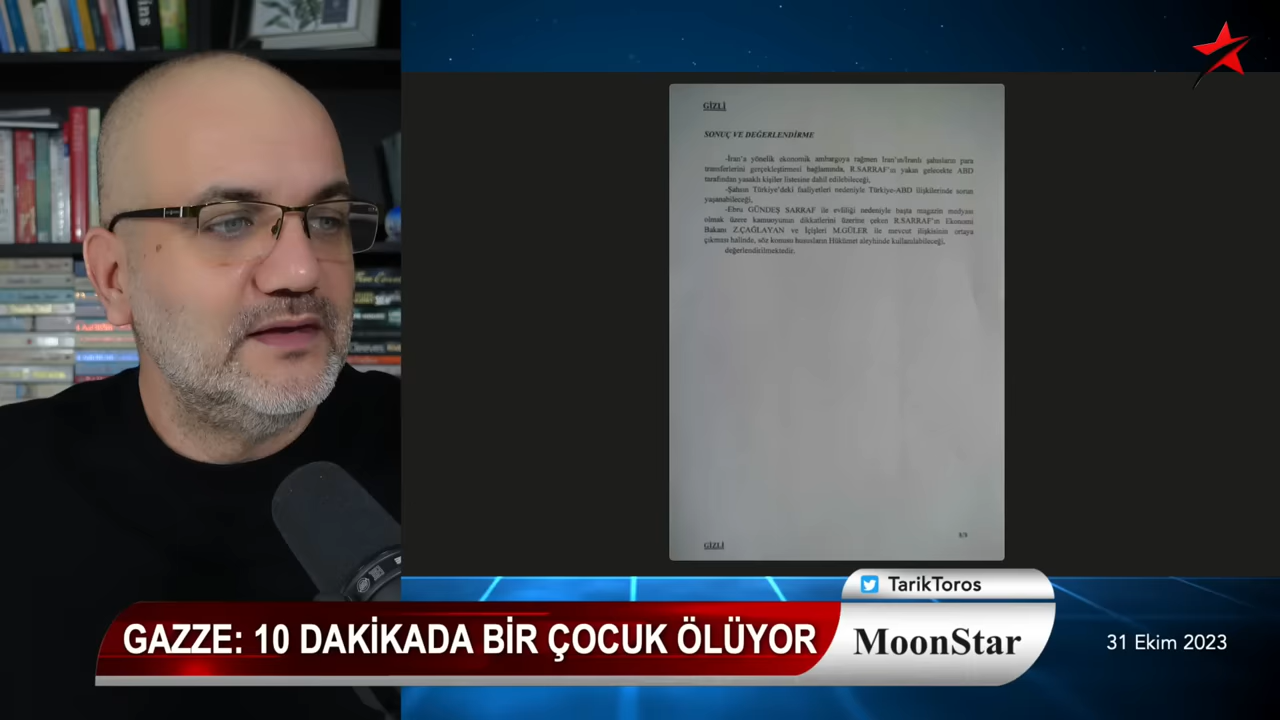 ins
GİZLİ
SONUÇ VE DEĞERLENDİRME
-İran'a yönelik ekonomik ambargoya rağmen İran'ın/İranlı şahısların para
transferlerini gerçekleştirmesi bağlamında, R.SARRAF'ın yakın gelecekte ABD
tarafından yasaklı kişiler listesine dahil edilebileceği,
-Şahsın Türkiye'deki faaliyetleri nedeniyle Türkiye-ABD ilişkilerinde sorun
yaşanabileceği,
-Ebru GÜNDEŞ SARRAF ile evliliği nedeniyle başta magazin medyası
olmak üzere kamuoyunun dikkatlerini üzerine çeken R.SARRAF'ın Ekonomi
Bakanı Z.ÇAĞLAYAN ve İçişleri M.GÜLER ile mevcut ilişkisinin ortaya
çıkması halinde, söz konusu hususların Hükümet aleyhinde kullanılabileceği,
değerlendirilmektedir.
3/3
GİZLİ
TarikToros
GAZZE: 10 DAKİKADA BİR ÇOCUK ÖLÜYOR
MoonStar
31 Ekim 2023